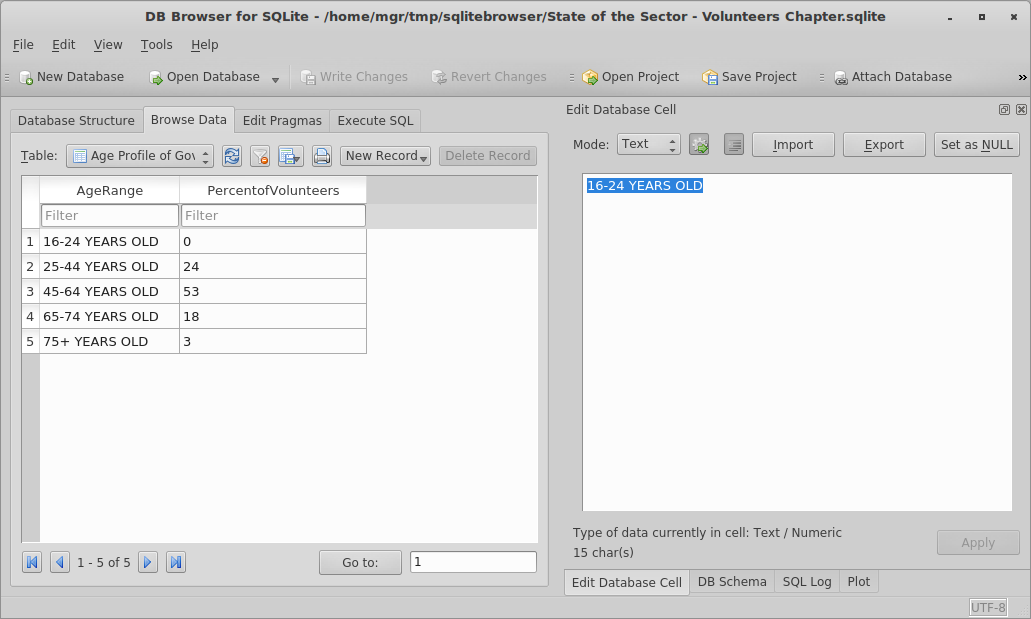 DB Browser for SQLite - /home/mgr/tmp/sqlitebrowser/State of the Sector - Volunteers Chapter.sqlite
File Edit View Tools Help
New Database Open Database Write Changes Revert Changes Open Project Save Project Attach Database »
Database Structure Browse Data Edit Pragmas Execute SQL
Table: Age Profile of Gov New Record Delete Record
AgeRange PercentofVolunteers
Filter Filter
1 16-24 YEARS OLD 0
2 25-44 YEARS OLD 24
3 45-64 YEARS OLD 53
4 65-74 YEARS OLD 18
5 75+ YEARS OLD 3
1 - 5 of 5 Go to: 1
Edit Database Cell
Mode: Text Import Export Set as NULL
16-24 YEARS OLD
Type of data currently in cell: Text / Numeric
15 char(s)
Apply
Edit Database Cell DB Schema SQL Log Plot
UTF-8